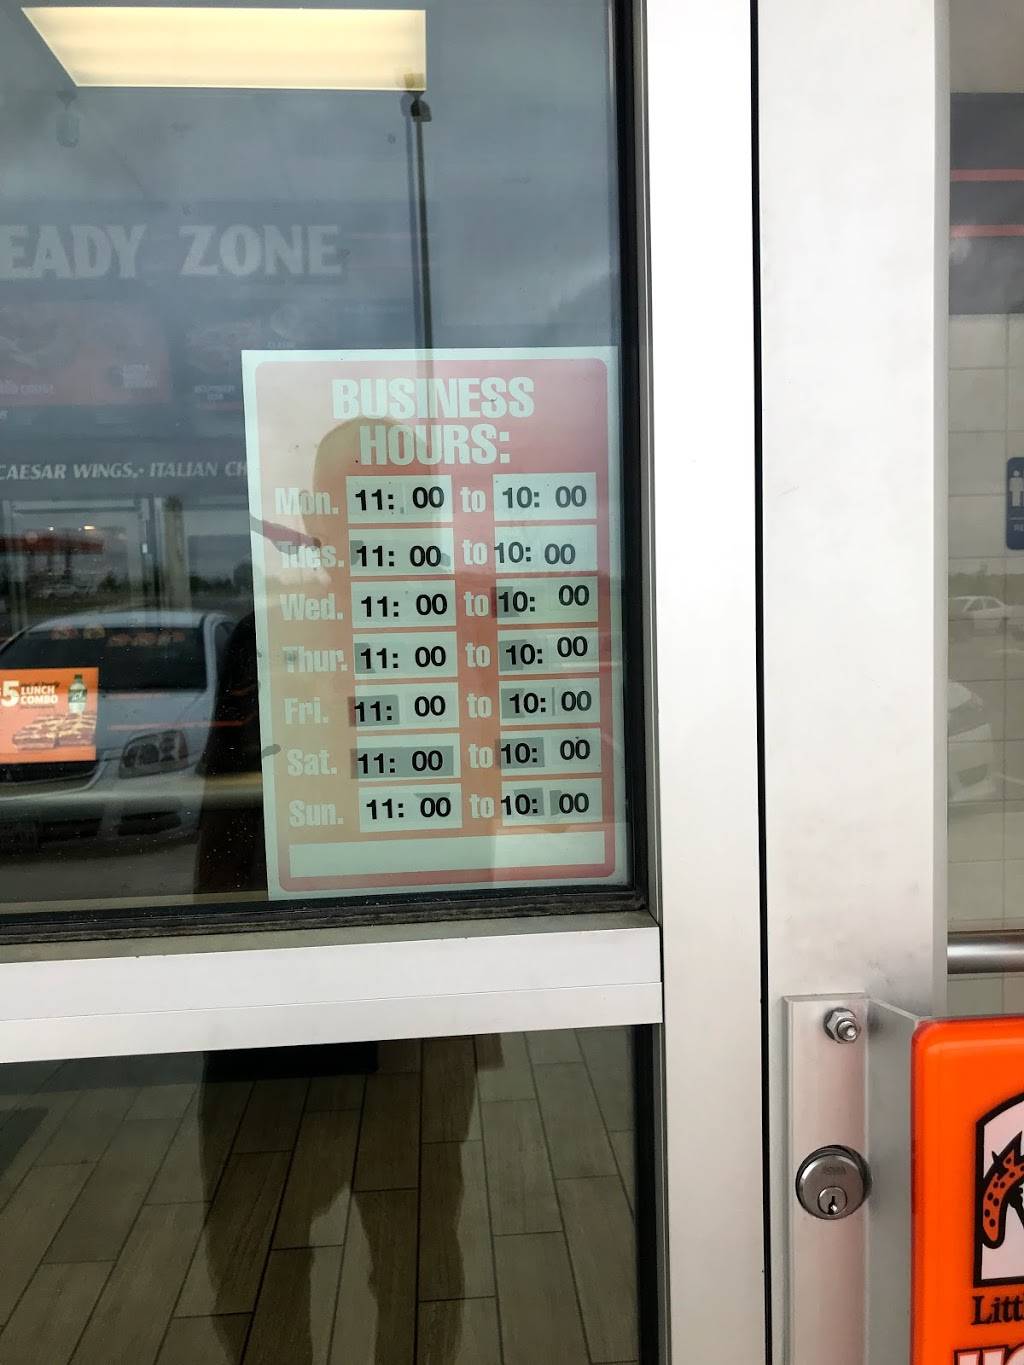 EADY ZONE
CAESAR WINGS, • ITALIAN CH
BUSINESS
HOURS:
Mon. 11: 00 to 10: 00
Tues. 11: 00 to 10: 00
Wed. 11: 00 to 10: 00
Thur. 11: 00 to 10: 00
Fri. 11: 00 to 10: 00
Sat. 11: 00 to 10: 00
Sun. 11: 00 to 10: 00
$5 LUNCH
COMBO
Litt